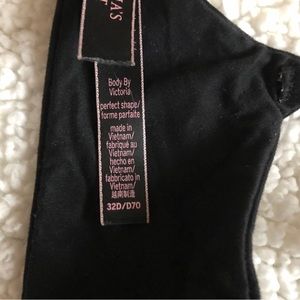 Body By
Victoria
perfect shape/
forme parfaite
made in
Vietnam/
fabriqué au
Vietnam/
hecho en
Vietnam/
fabbricato in
Vietnam/
越南制造
32D/D70